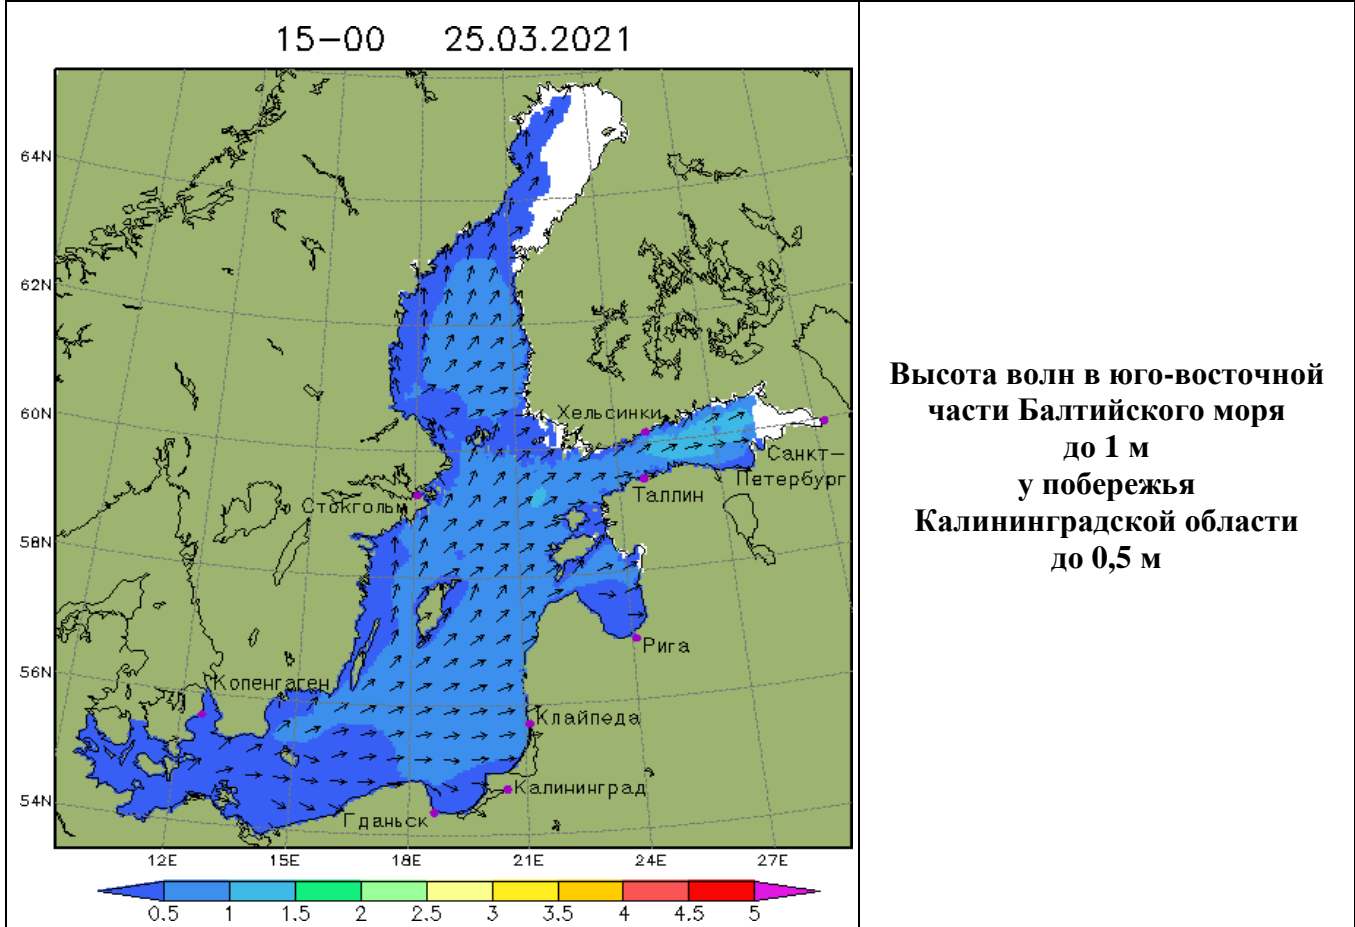 15-00 25.03.2021
64N
62N
60N
58N
56N
54N
Хельсинки
Санкт-
Петербург
Таллин
Стокгольм
Рига
Копенгаген
Клайпеда
Калининград
Гданьск
12E 15E 18E 21E 24E 27E
0.5 1 1.5 2 2.5 3 3.5 4 4.5 5
Высота волн в юго-восточной
части Балтийского моря
до 1 м
у побережья
Калининградской области
до 0,5 м